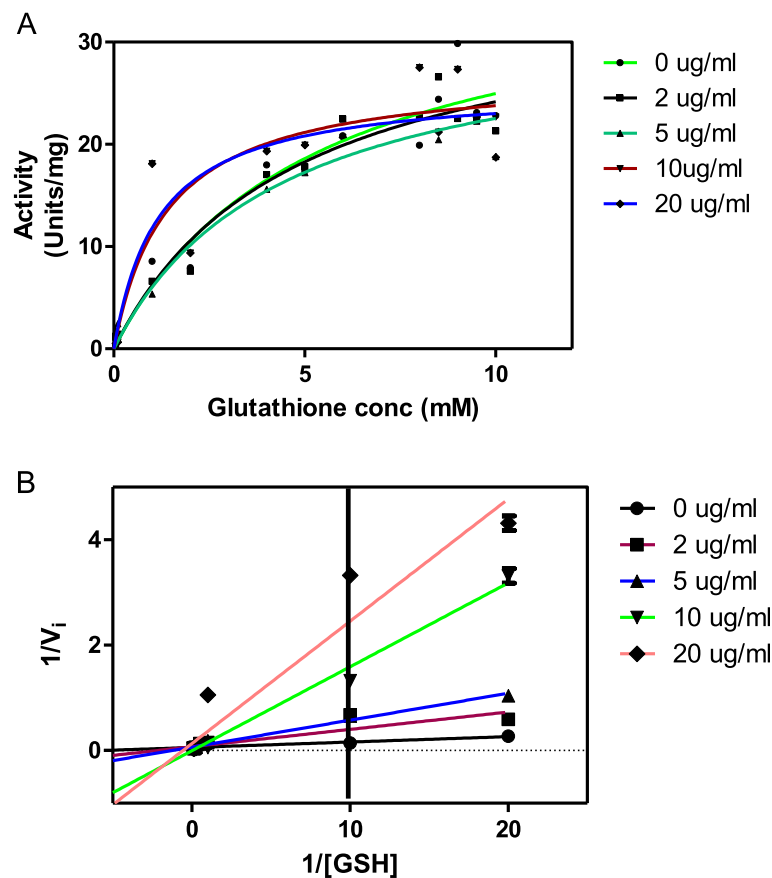 A
30
20
10
0
Activity
(Units/mg)
0
5
10
Glutathione conc (mM)
0 ug/ml
2 ug/ml
5 ug/ml
10ug/ml
20 ug/ml
B
4
2
0
1/Vi
0
10
20
1/[GSH]
0 ug/ml
2 ug/ml
5 ug/ml
10 ug/ml
20 ug/ml